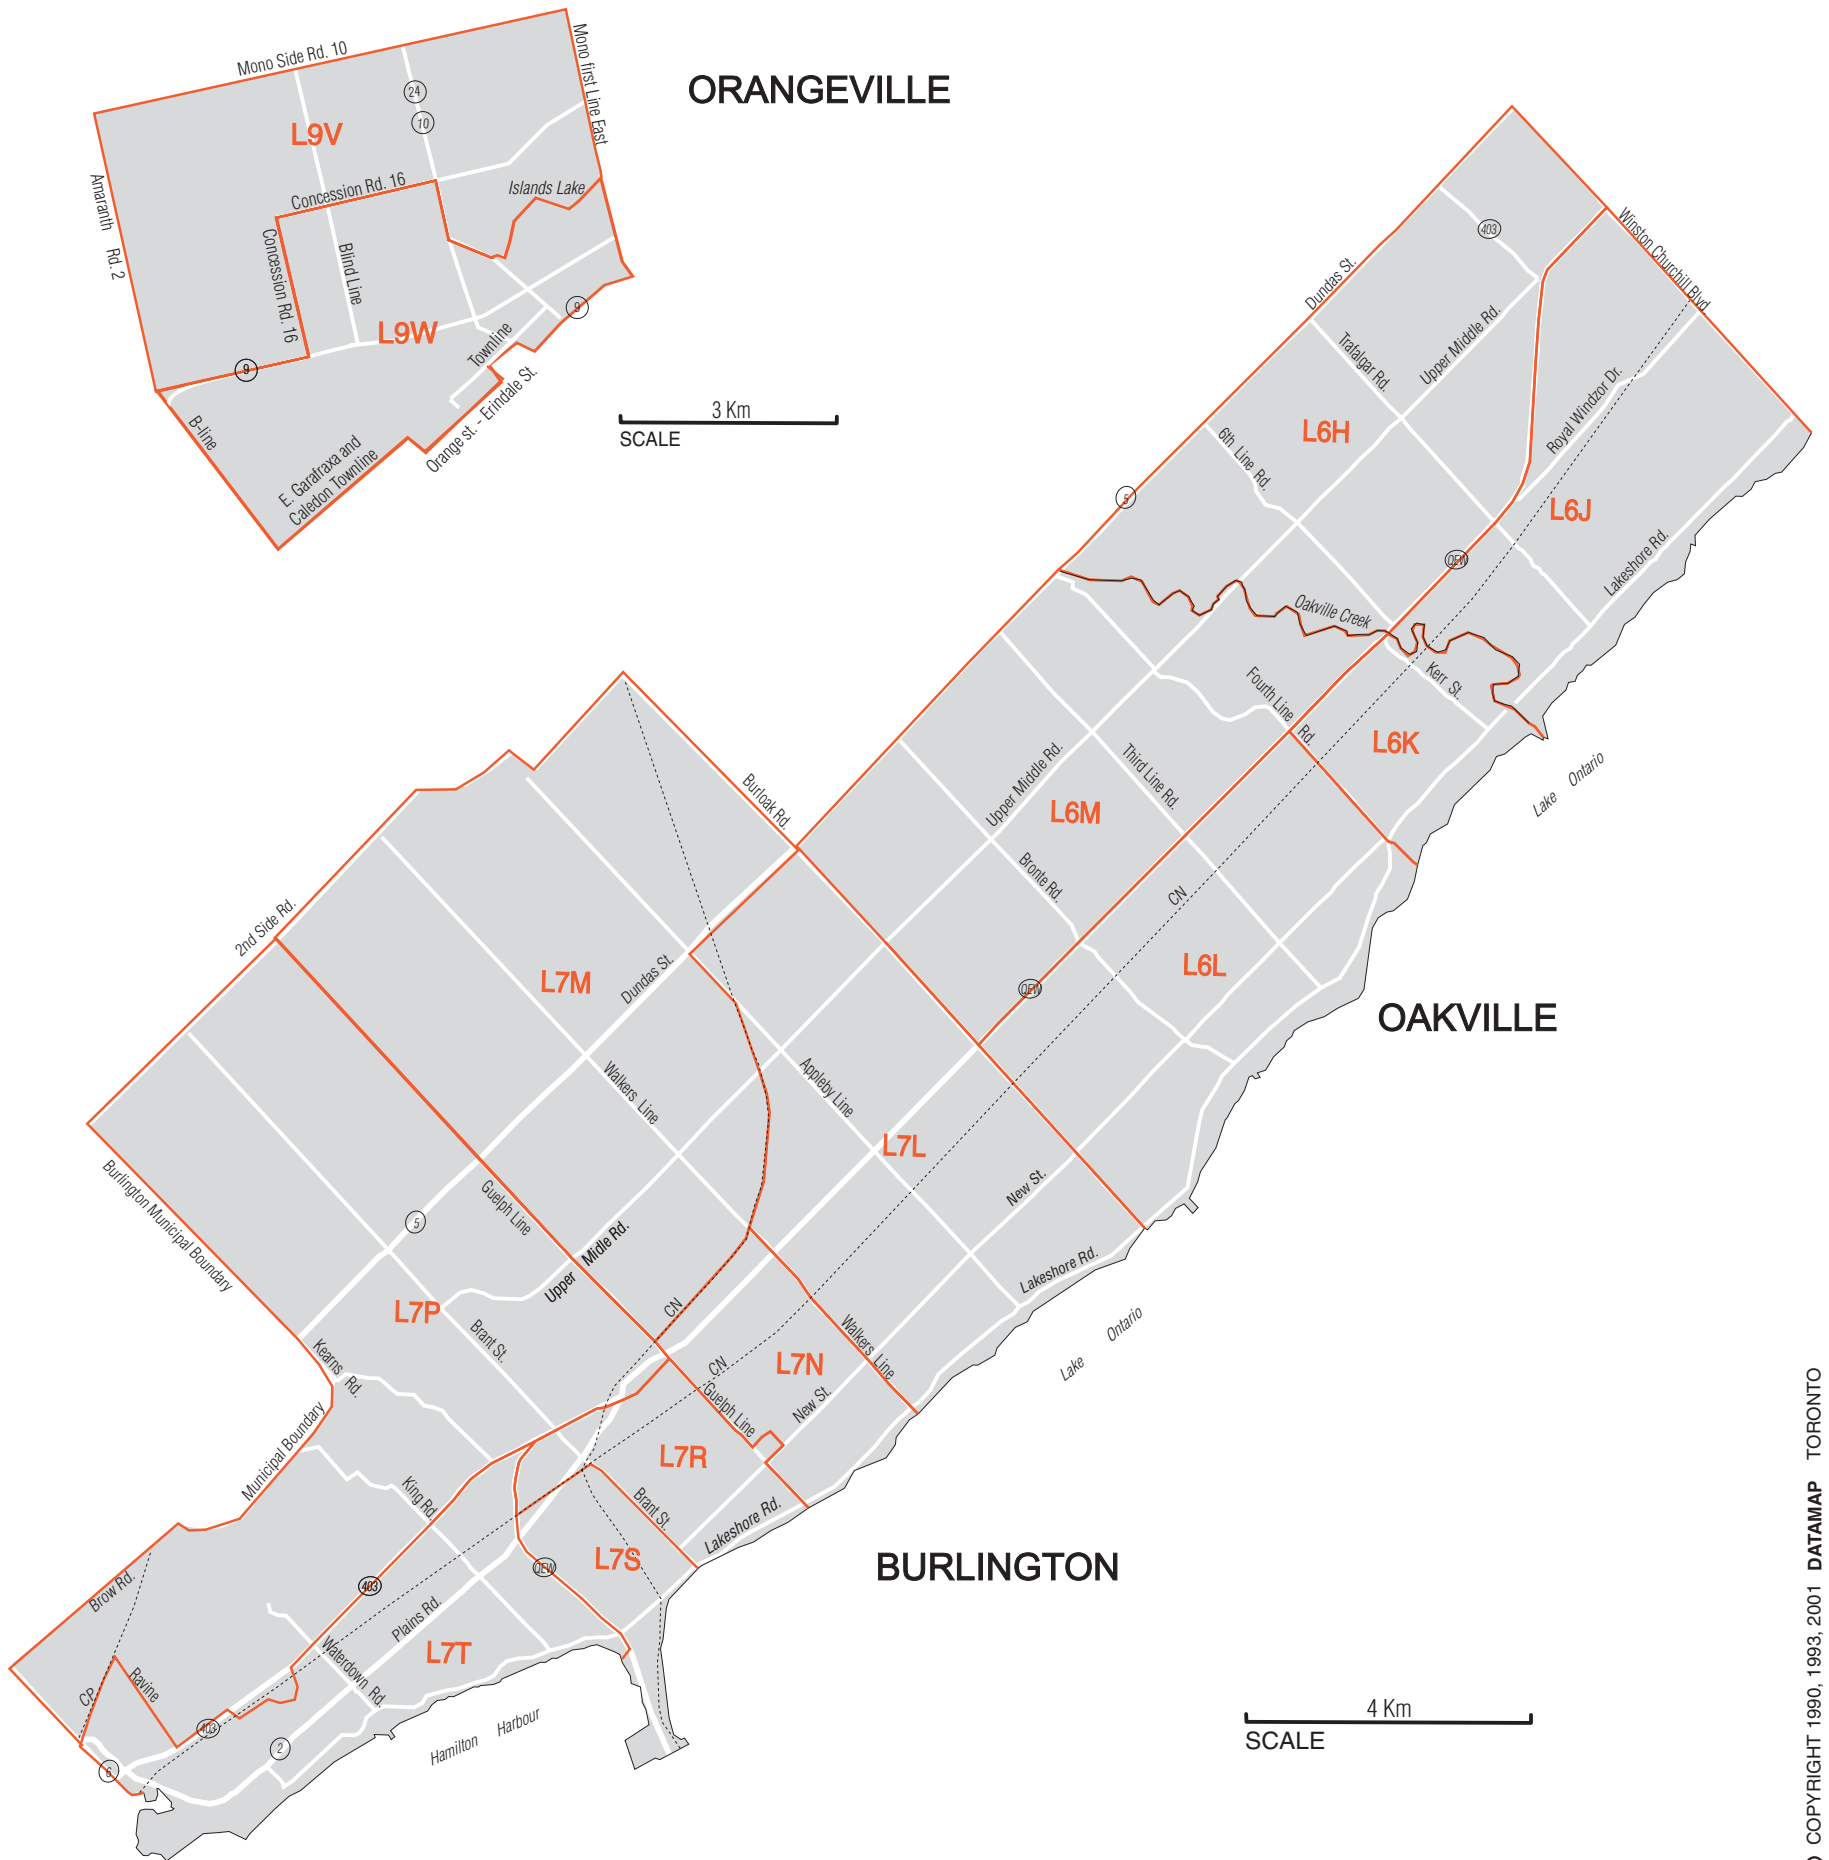 ORANGEVILLE
Mono Side Rd. 10
Mono first Line East
24
10
L9V
Amaranth Rd. 2
Concession Rd. 16
Islands Lake
Concession Rd. 16
Blind Line
L9W
9
9
Townline
B-line
E. Garafraxa and
Caledon Townline
Orange st. - Erindale St.
3 Km
SCALE
Dundas St.
403
Winston Churchill Blvd
Trafalgar Rd.
Upper Middle Rd.
Royal Windzor Dr.
L6H
6th Line Rd.
5
L6J
QEW
Lakeshore Rd.
Oakville Creek
Kerr St.
Fourth Line Rd.
L6K
Lake Ontario
Upper Middle Rd.
Third Line Rd.
L6M
Bronte Rd.
CN
L6L
QEW
OAKVILLE
Burloak Rd.
2nd Side Rd.
L7M
Dundas St.
Walkers Line
Appleby Line
L7L
New St.
Burlington Municipal Boundary
5
Guelph Line
Upper Midle Rd.
Lakeshore Rd.
Lake Ontario
L7P
Brant St.
CN
CN
Walkers Line
L7N
Kearns Rd.
Guelph Line
New St.
Municipal Boundary
L7R
King Rd.
Brant St.
Lakeshore Rd.
BURLINGTON
L7S
QEW
403
Brow Rd.
Plains Rd.
L7T
Waterdown Rd.
CP
Ravine
403
2
6
Hamilton Harbour
4 Km
SCALE
COPYRIGHT 1990, 1993, 2001 DATAMAP TORONTO